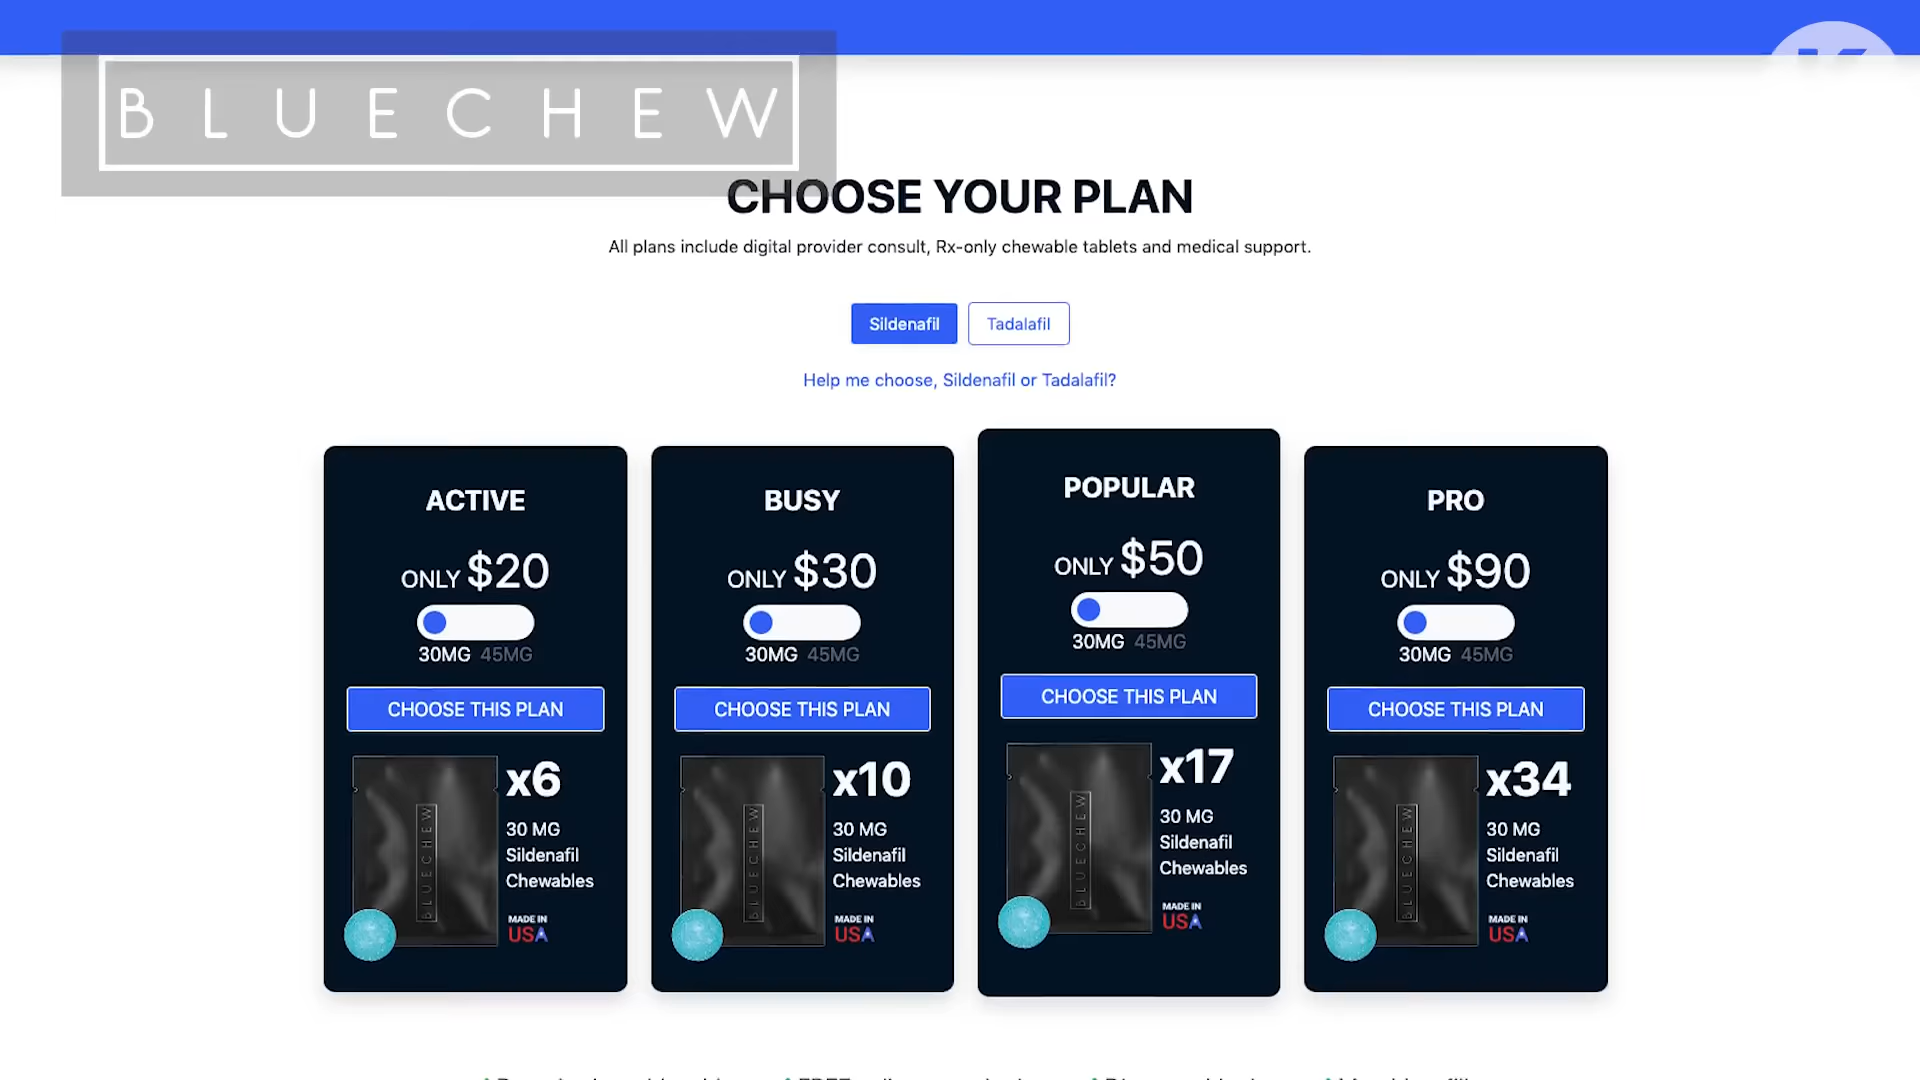 BLUECHEW
CHOOSE YOUR PLAN
All plans include digital provider consult, Rx-only chewable tablets and medical support.
Sildenafil
Tadalafil
Help me choose, Sildenafil or Tadalafil?
ACTIVE
ONLY $20
30MG 45MG
CHOOSE THIS PLAN
BLUECHEW
x6
30 MG
Sildenafil
Chewables
MADE IN
USA
BUSY
ONLY $30
30MG 45MG
CHOOSE THIS PLAN
BLUECHEW
x10
30 MG
Sildenafil
Chewables
MADE IN
USA
POPULAR
ONLY $50
30MG 45MG
CHOOSE THIS PLAN
BLUECHEW
x17
30 MG
Sildenafil
Chewables
MADE IN
USA
PRO
ONLY $90
30MG 45MG
CHOOSE THIS PLAN
BLUECHEW
x34
30 MG
Sildenafil
Chewables
MADE IN
USA